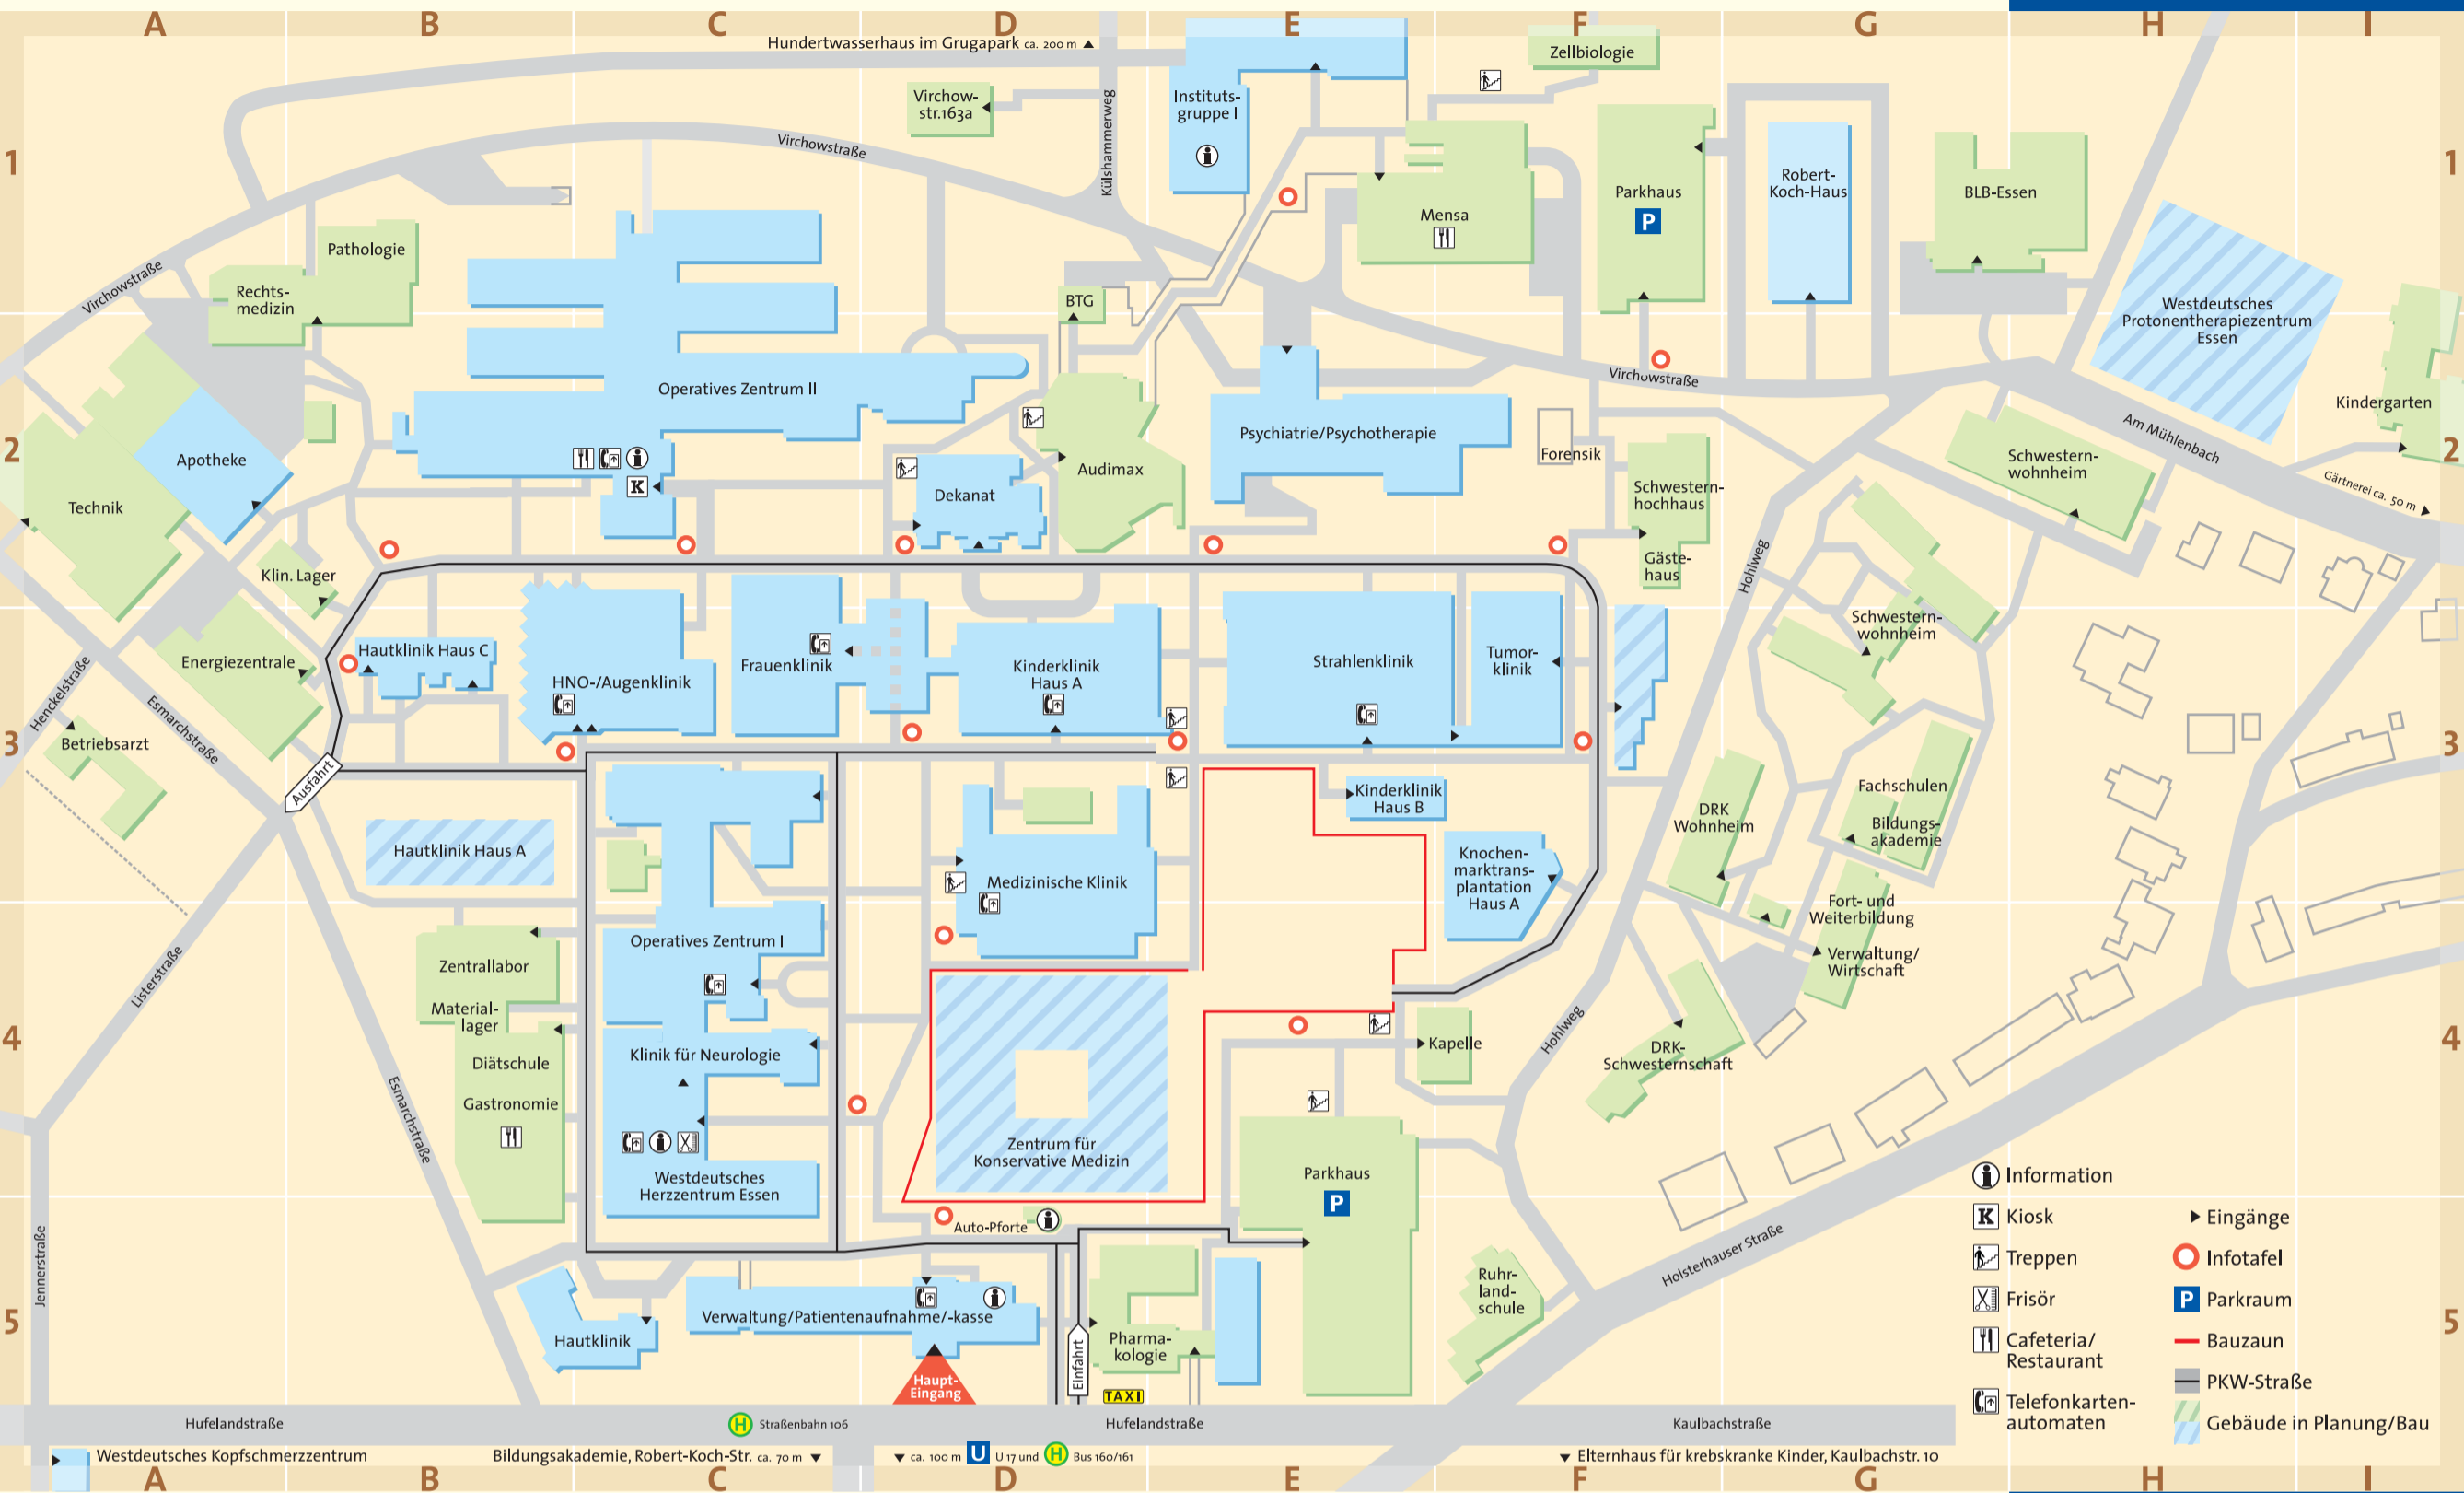 A B C D E F G H I
Hundertwasserhaus im Grugapark ca. 200 m
Zellbiologie
Virchow-
str.163a
Instituts-
gruppe I
Külshammerweg
Virchowstraße
1
1
Parkhaus
P
Robert-
Koch-Haus
BLB-Essen
Mensa
Pathologie
Rechts-
medizin
Virchowstraße
BTG
Westdeutsches
Protonentherapiezentrum
Essen
Virchowstraße
Operatives Zentrum II
Kindergarten
Am Mühlenbach
2
2
Psychiatrie/Psychotherapie
Forensik
Apotheke
K
Audimax
Dekanat
Schwestern-
wohnheim
Gärtnerei ca. 50 m
Schwestern-
hochhaus
Technik
Gäste-
haus
Hohlweg
Klin. Lager
Schwestern-
wohnheim
Hautklinik Haus C
Energiezentrale
HNO-/Augenklinik
Frauenklinik
Kinderklinik
Haus A
Strahlenklinik
Tumor-
klinik
Henckelstraße
Esmarchstraße
3
3
Betriebsarzt
Ausfahrt
Kinderklinik
Haus B
Fachschulen
DRK
Wohnheim
Bildungs-
akademie
Hautklinik Haus A
Medizinische Klinik
Knochen-
marktrans-
plantation
Haus A
Fort- und
Weiterbildung
Operatives Zentrum I
Verwaltung/
Wirtschaft
Zentrallabor
Listerstraße
Material-
lager
4
4
Hohlweg
Klinik für Neurologie
Kapelle
DRK-
Schwesternschaft
Diätschule
Gastronomie
Esmarchstraße
Zentrum für
Konservative Medizin
Westdeutsches
Herzzentrum Essen
Parkhaus
P
Auto-Pforte
Holsterhauser Straße
Jennerstraße
5
5
Ruhr-
land-
schule
Verwaltung/Patientenaufnahme/-kasse
Hautklinik
Pharma-
kologie
Einfahrt
Haupt-
Eingang
TAXI
Information
K Kiosk
Treppen
Frisör
Cafeteria/
Restaurant
Telefonkarten-
automaten
Eingänge
Infotafel
P Parkraum
Bauzaun
PKW-Straße
Gebäude in Planung/Bau
Hufelandstraße
H Straßenbahn 106
Hufelandstraße
Kaulbachstraße
Westdeutsches Kopfschmerzzentrum
Bildungsakademie, Robert-Koch-Str. ca. 70 m
ca. 100 m U U 17 und H Bus 160/161
Elternhaus für krebskranke Kinder, Kaulbachstr. 10
A B C D E F G H I